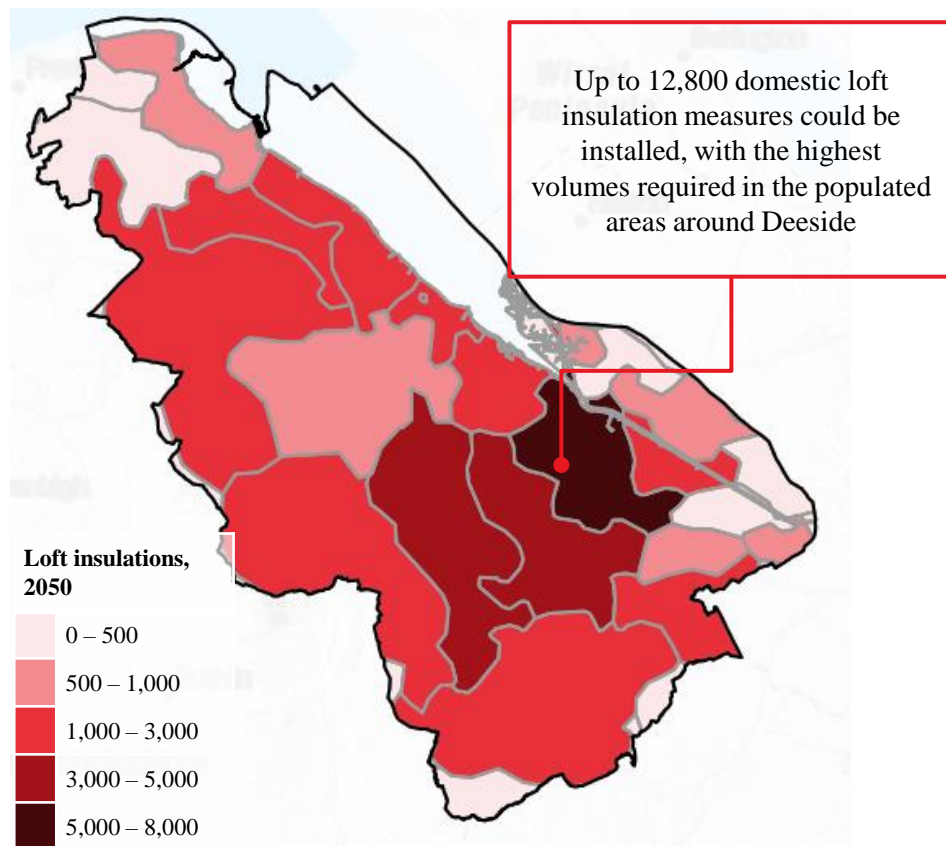 Up to 12,800 domestic loft
insulation measures could be
installed, with the highest
volumes required in the populated
areas around Deeside
Loft insulations,
2050
0 – 500
500 – 1,000
1,000 – 3,000
3,000 – 5,000
5,000 – 8,000